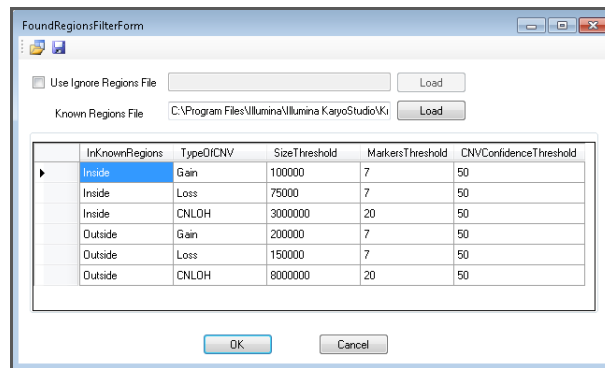 FoundRegionsFilterForm
Use Ignore Regions File Load
Known Regions File C:\Program Files\Illumina\Illumina KaryoStudio\ Load
InKnownRegions TypeOfCNV SizeThreshold MarkersThreshold CNVConfidenceThreshold
Inside Gain 100000 7 50
Inside Loss 75000 7 50
Inside CNLOH 3000000 20 50
Outside Gain 200000 7 50
Outside Loss 150000 7 50
Outside CNLOH 8000000 20 50
OK Cancel